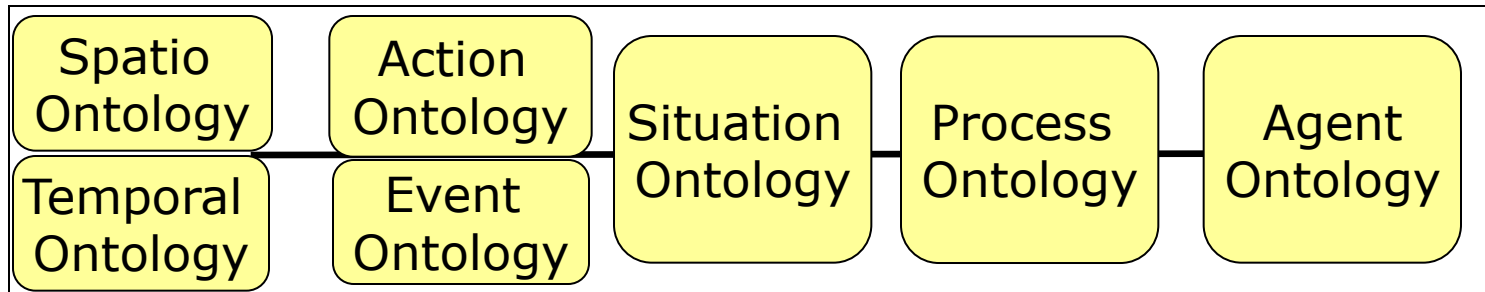 Spatio
Ontology
Temporal
Ontology
Action
Ontology
Event
Ontology
Situation
Ontology
Process
Ontology
Agent
Ontology